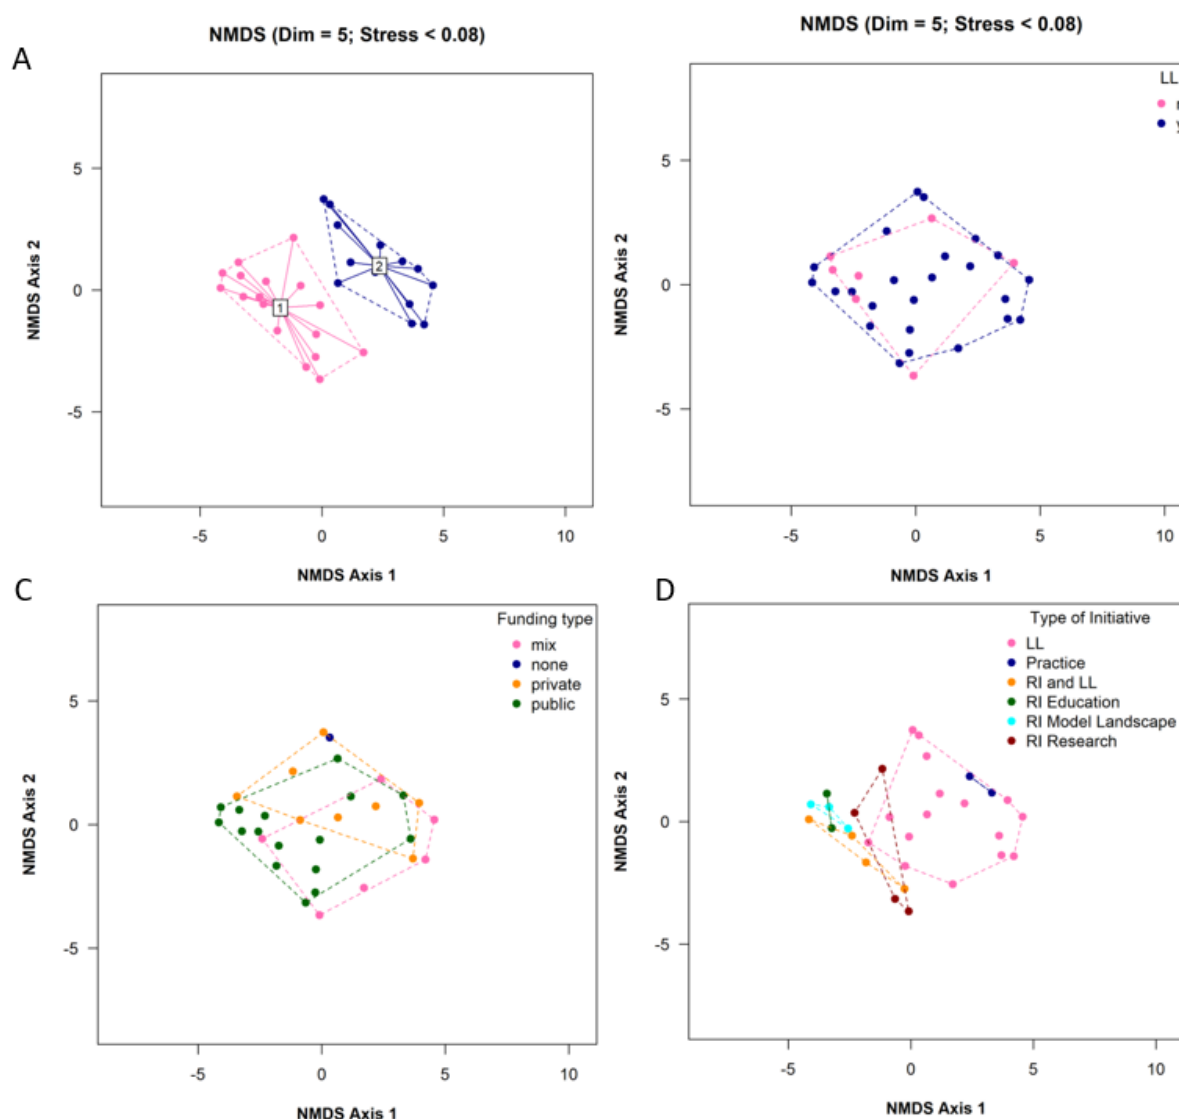 NMDS (Dim = 5; Stress < 0.08)
A
5
0
-5
NMDS Axis 2
1
2
-5
0
5
10
NMDS Axis 1
NMDS (Dim = 5; Stress < 0.08)
LL
5
0
-5
NMDS Axis 2
-5
0
5
10
NMDS Axis 1
C
Funding type
mix
none
private
public
5
0
-5
NMDS Axis 2
-5
0
5
10
NMDS Axis 1
D
Type of Initiative
LL
Practice
RI and LL
RI Education
RI Model Landscape
RI Research
5
0
-5
NMDS Axis 2
-5
0
5
10
NMDS Axis 1